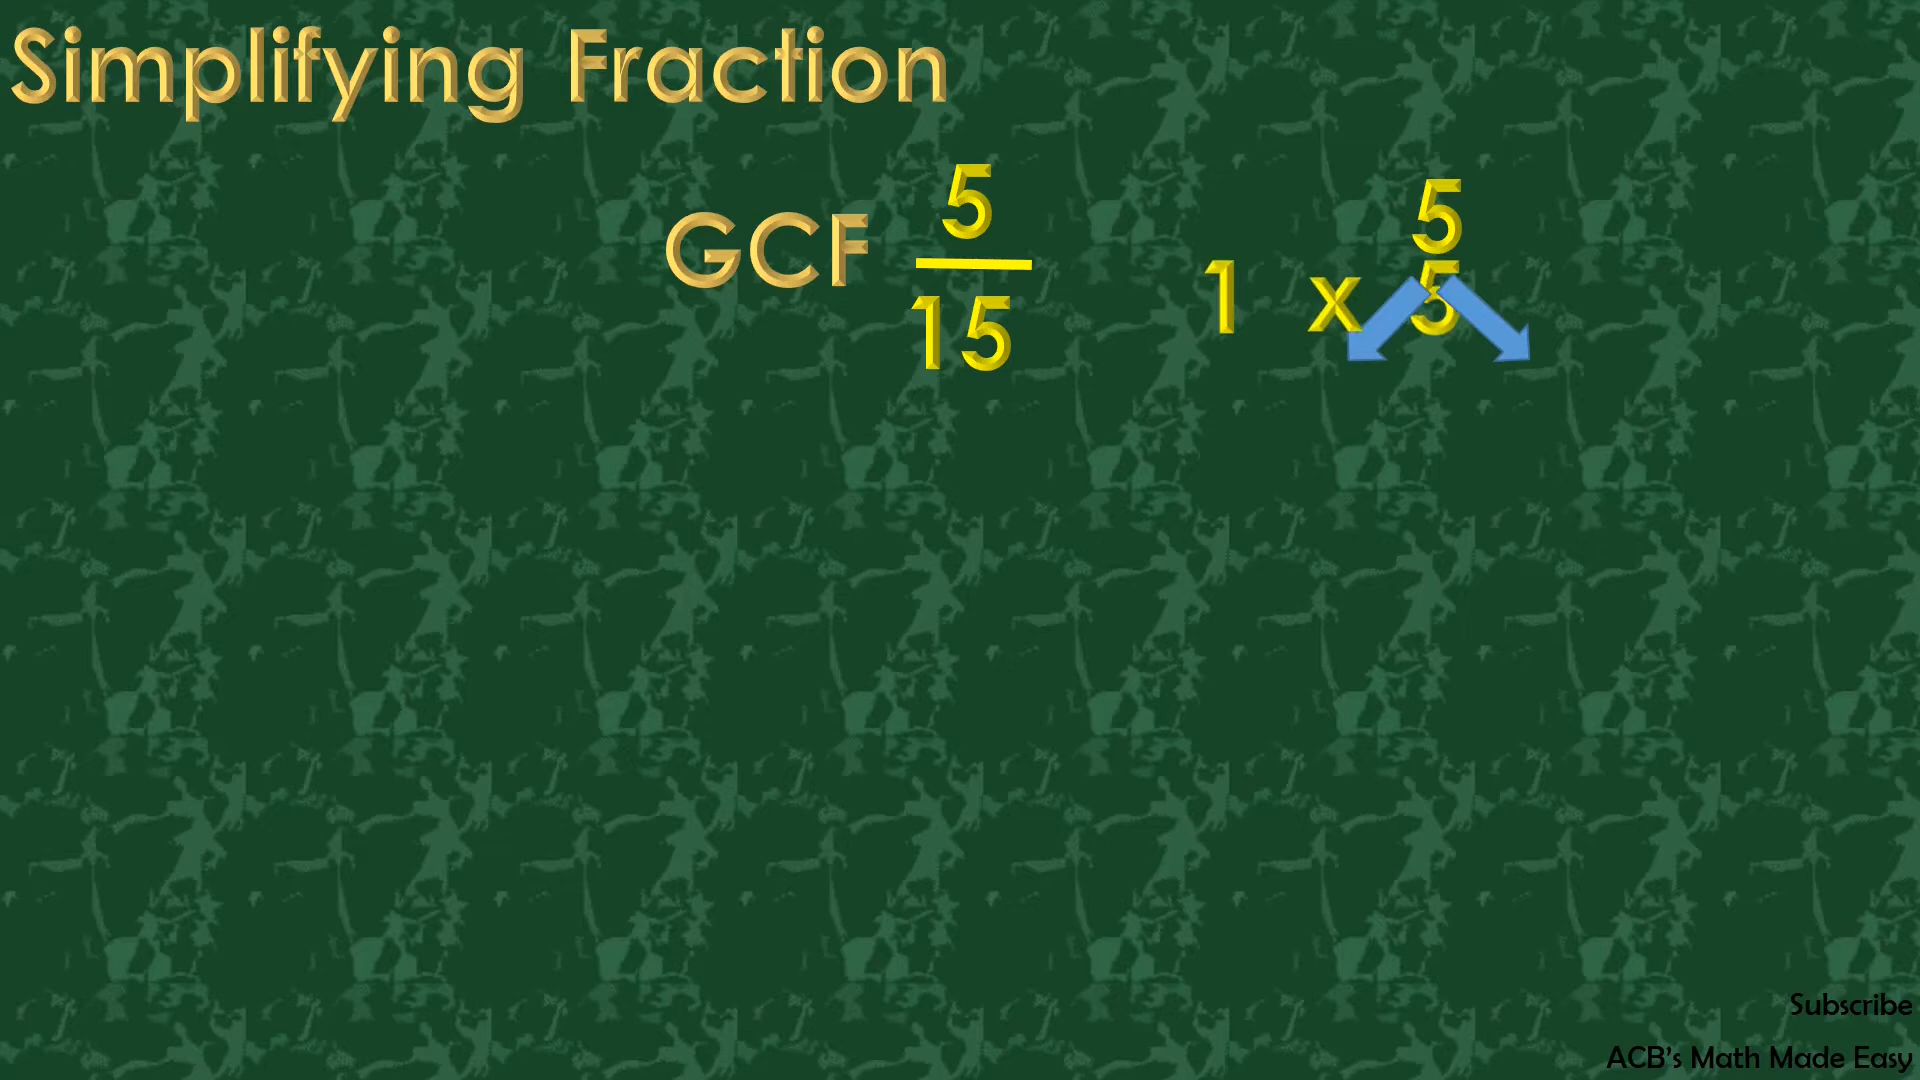 Simplifying Fraction
GCF
5
15
5
1 x 5
Subscribe
ACB's Math Made Easy